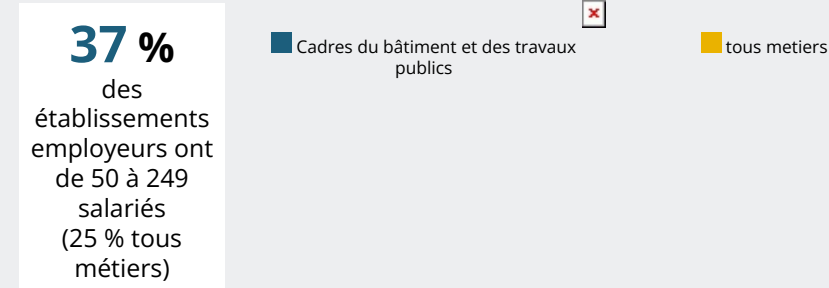 37 %
des
établissements
employeurs ont
de 50 à 249
salariés
(25 % tous
métiers)
Cadres du bâtiment et des travaux
publics
tous metiers